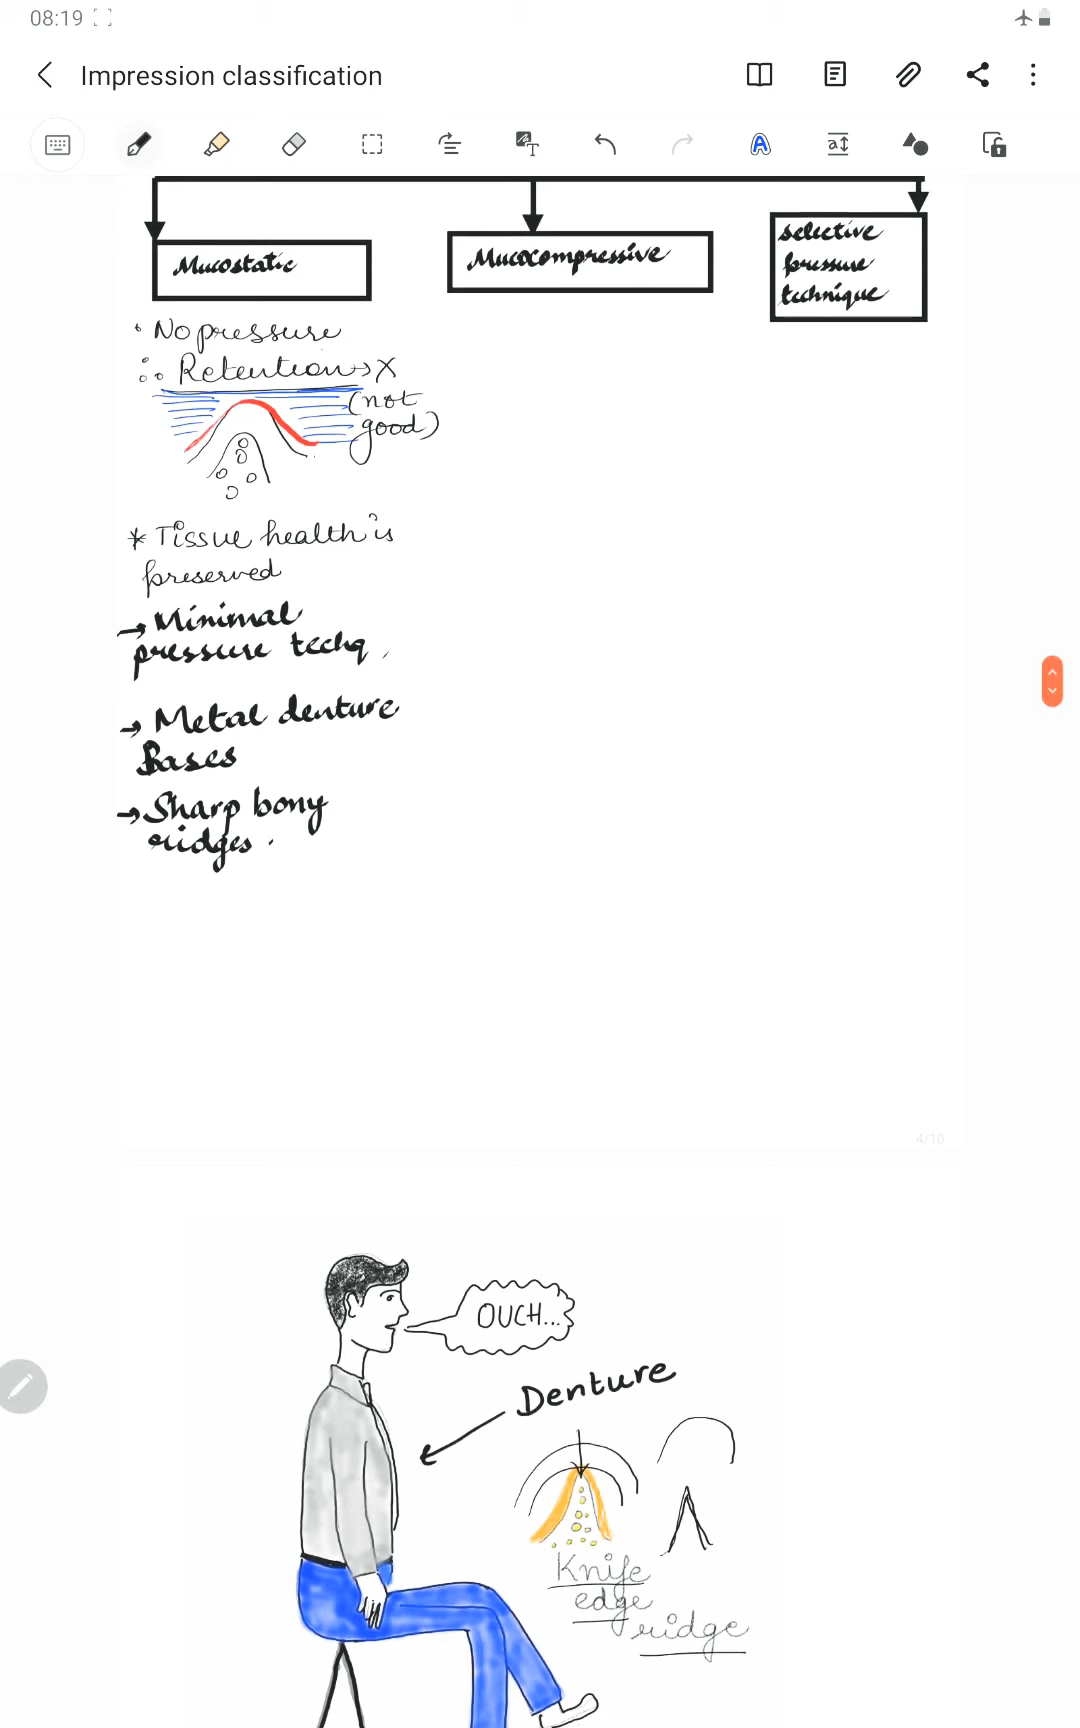 08:19
Impression classification
Mucostatic
Mucocompressive
selective
pressure
technique
No pressure
∴ Retention → X
(not
good)
* Tissue health is
preserved
→ Minimal
pressure techq.
→ Metal denture
Bases
→ Sharp bony
ridges.
4/10
OUCH...
Denture
Knife
edge
ridge